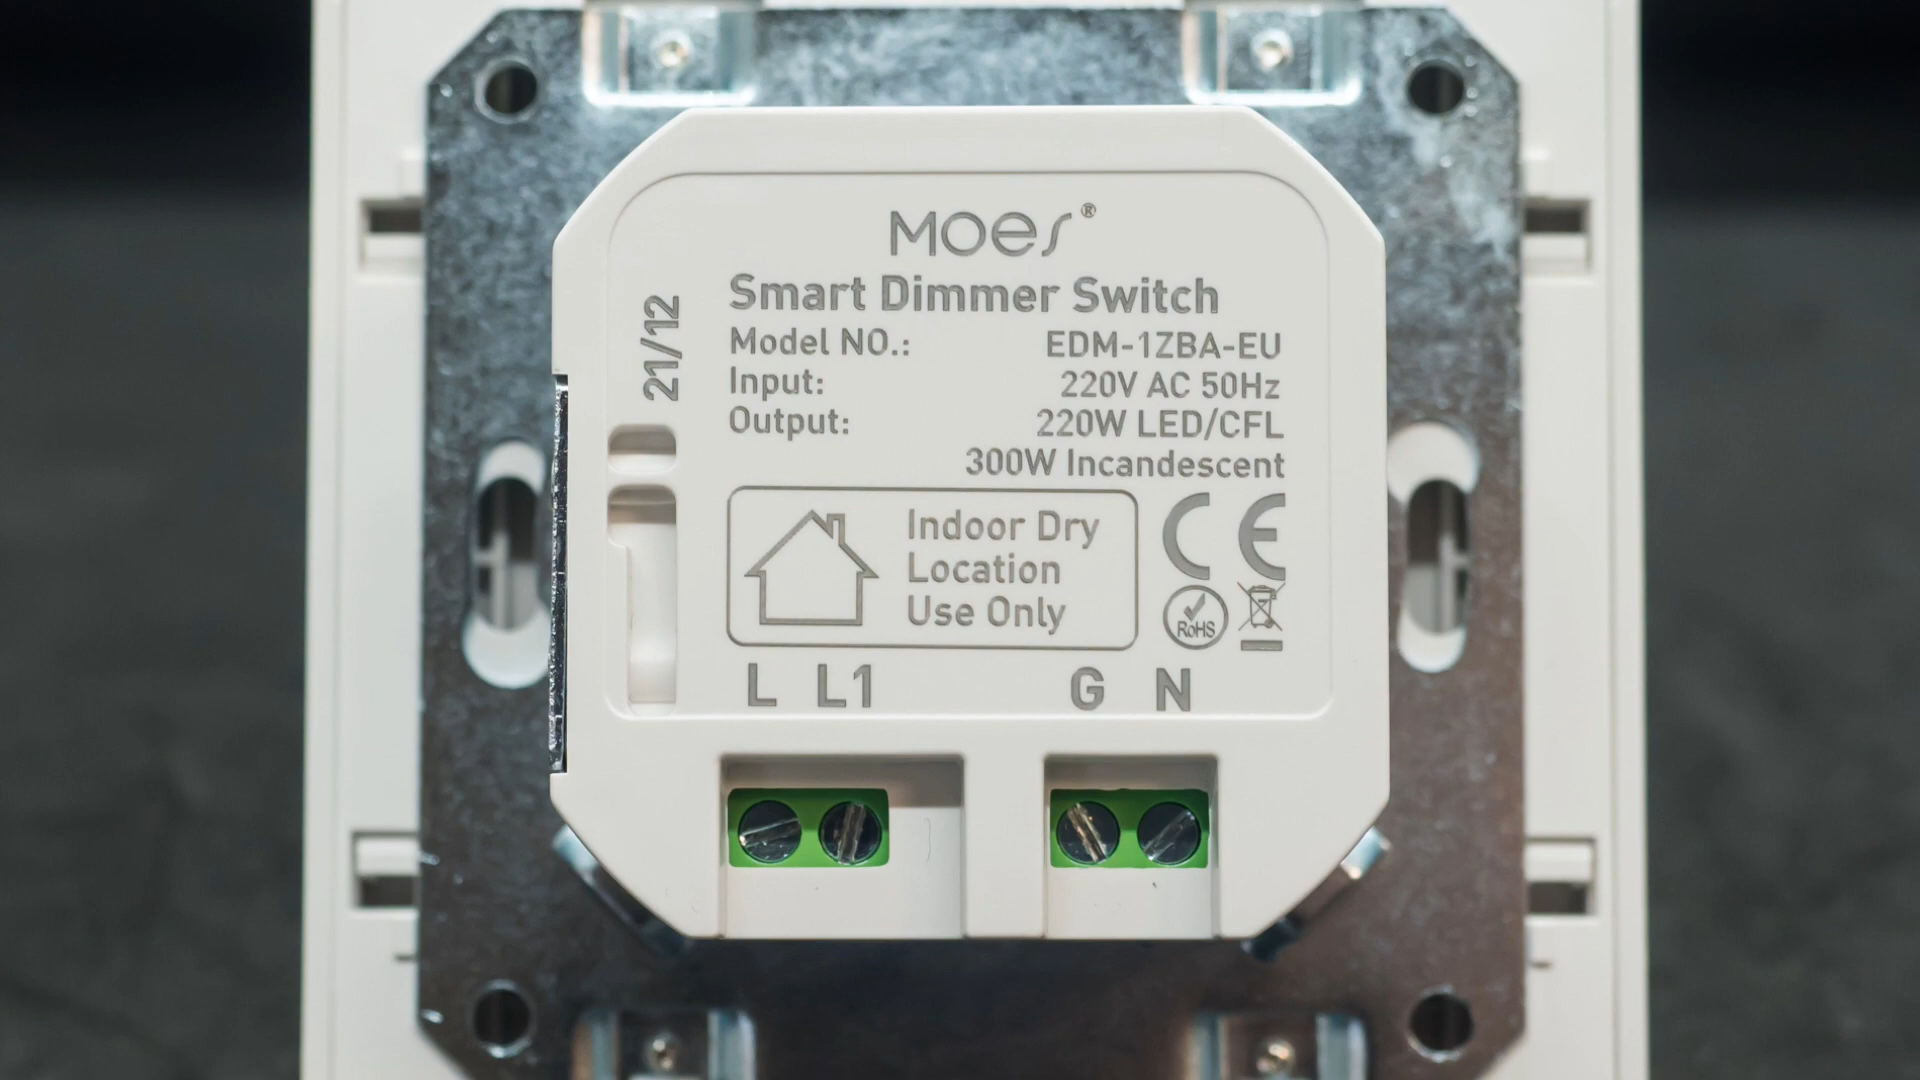 MOES®
Smart Dimmer Switch
21/12
Model NO.: EDM-1ZBA-EU
Input: 220V AC 50Hz
Output: 220W LED/CFL
300W Incandescent
Indoor Dry
Location
Use Only
CE
RoHS
L L1 G N